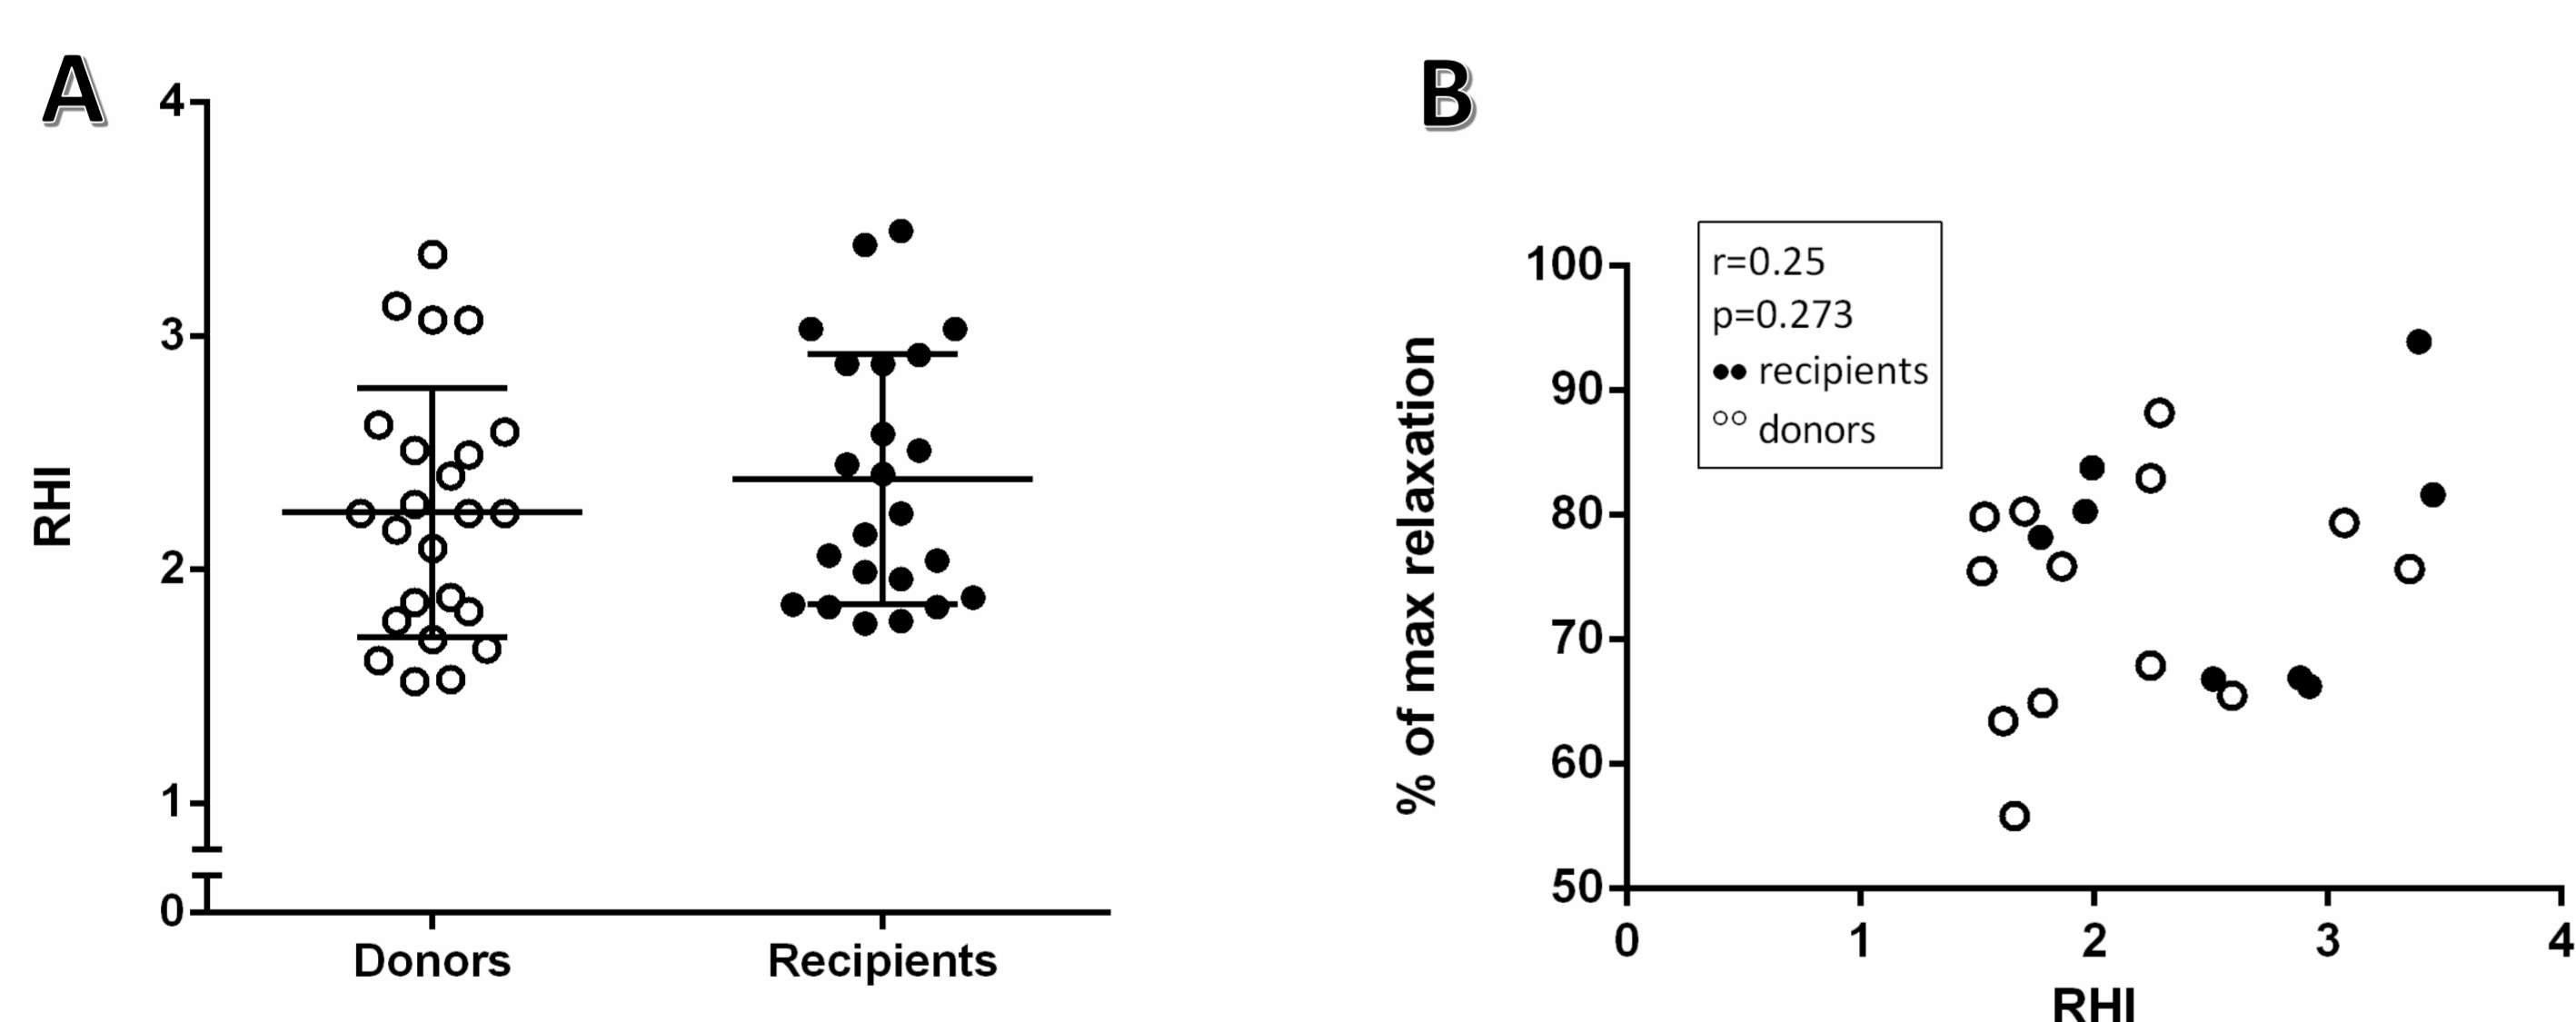 A
4
3
2
1
0
RHI
Donors
Recipients
B
r=0.25
p=0.273
recipients
donors
100
90
80
70
60
50
% of max relaxation
0 1 2 3 4
RHI